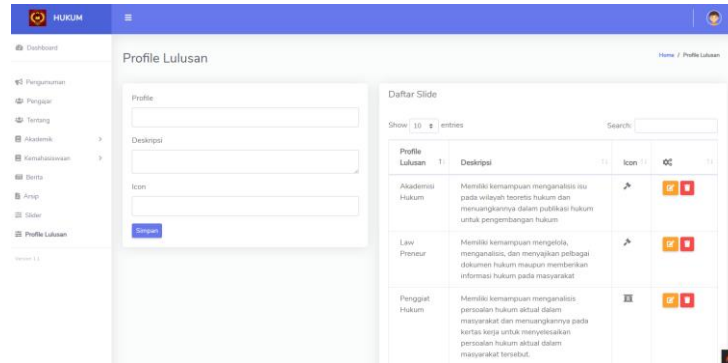 HUKUM
Dashboard
Pengumuman
Pengajar
Tentang
Akademik
Kemahasiswaan
Berita
Arsip
Slider
Profile Lulusan
Version 1.1
Profile Lulusan
Home / Profile Lulusan
Profile
Deskripsi
Icon
Simpan
Daftar Slide
Show 10 entries
Search:
Profile
Lulusan
Deskripsi
Icon
Akademisi
Hukum
Memiliki kemampuan menganalisis isu
pada wilayah teoretis hukum dan
menuangkannya dalam publikasi hukum
untuk pengembangan hukum
Law
Preneur
Memiliki kemampuan mengelola,
menganalisis, dan menyajikan pelbagai
dokumen hukum maupun memberikan
informasi hukum pada masyarakat
Penggiat
Hukum
Memiliki kemampuan menganalisis
persoalan hukum aktual dalam
masyarakat dan menuangkannya pada
kertas kerja untuk menyelesaikan
persoalan hukum aktual dalam
masyarakat tersebut.